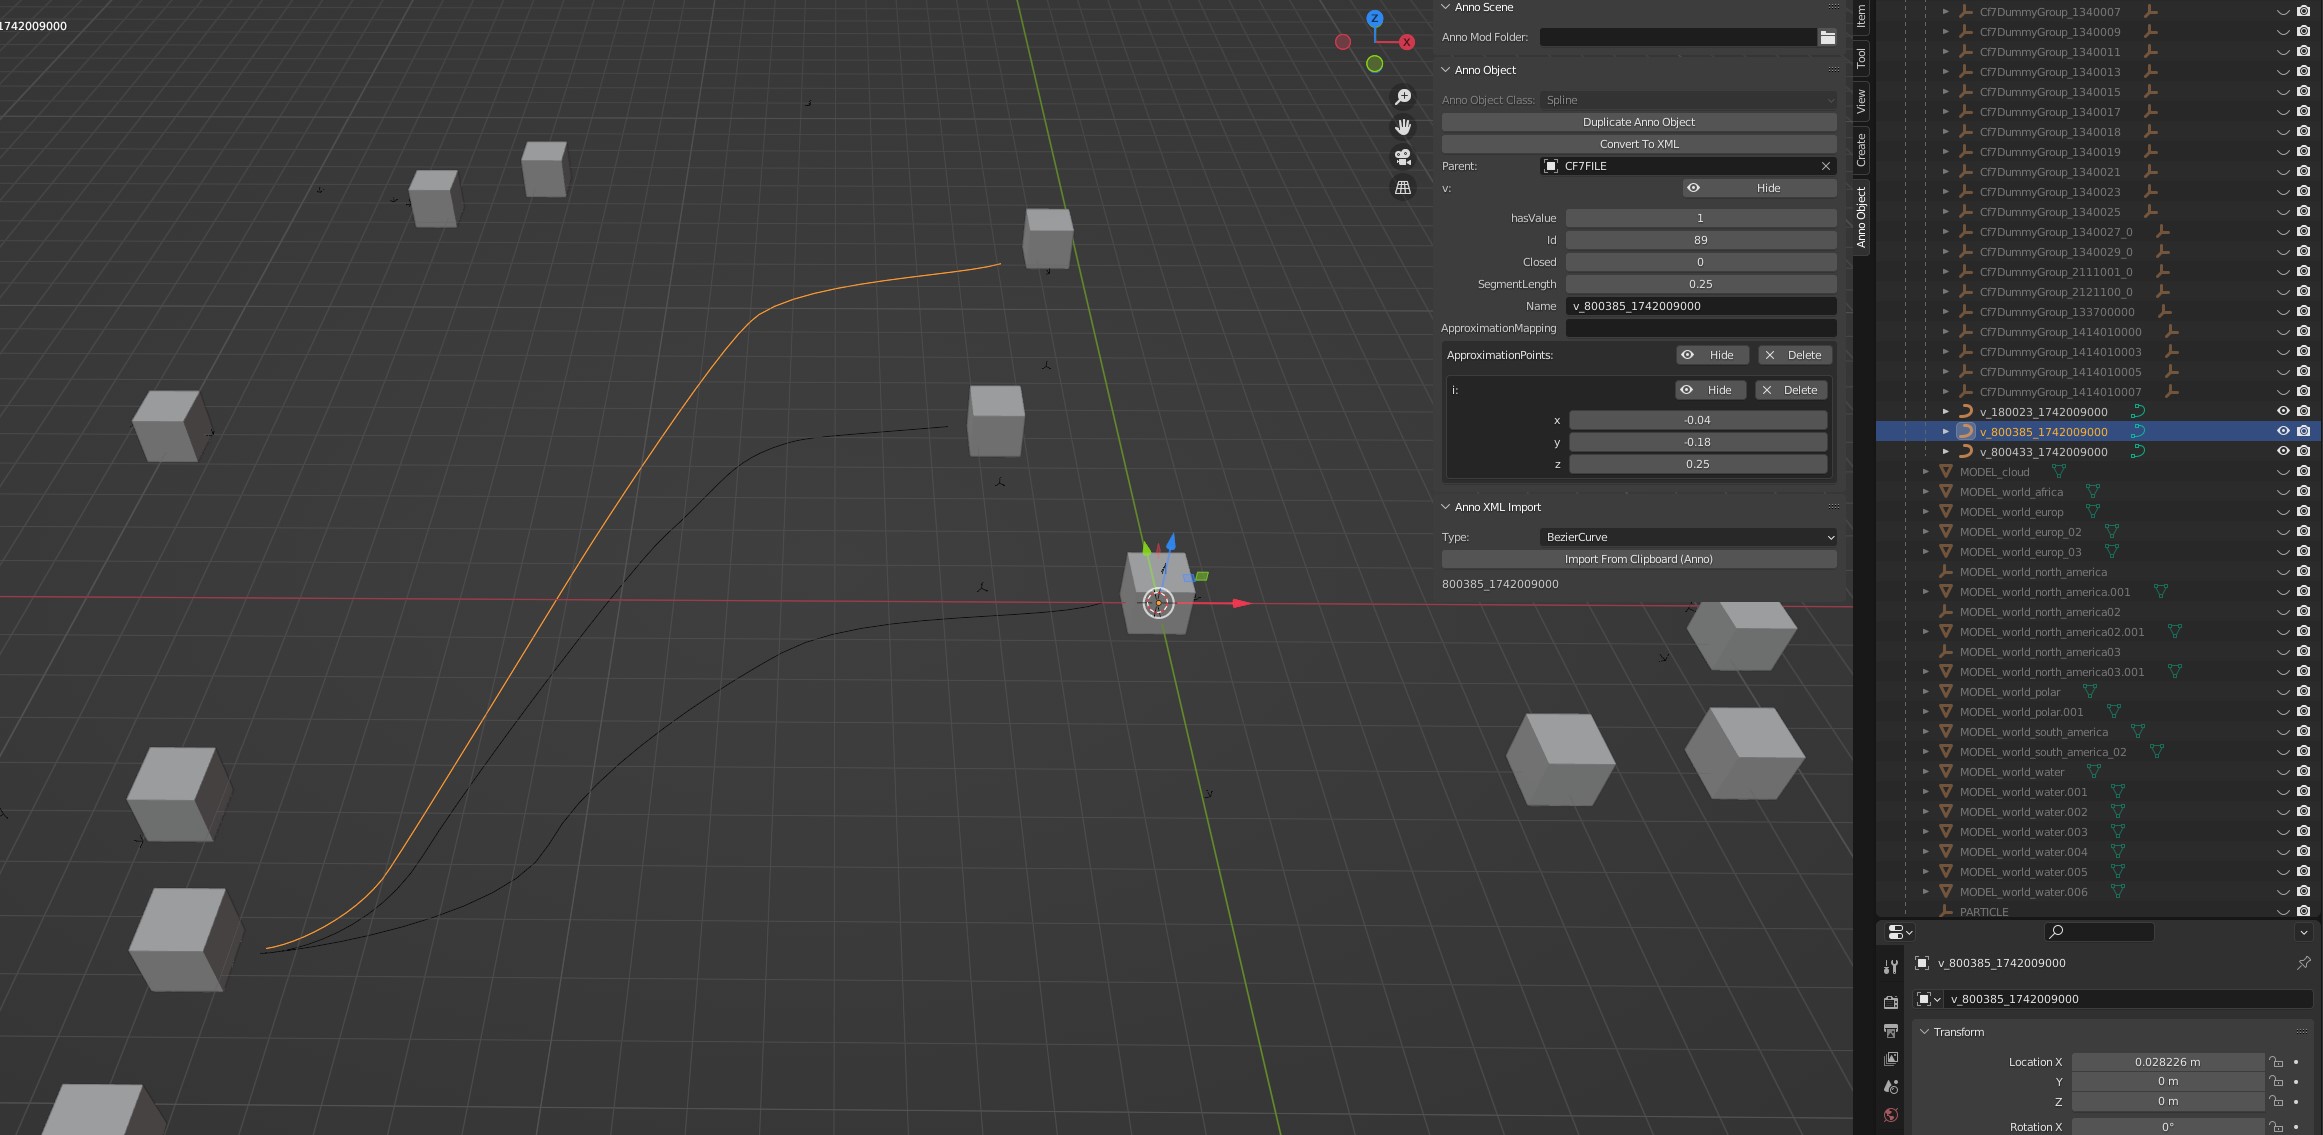 1742009000
Z
X
Anno Scene
Anno Mod Folder:
Anno Object
Anno Object Class: Spline
Duplicate Anno Object
Convert To XML
Parent: CF7FILE
v: Hide
hasValue 1
Id 89
Closed 0
SegmentLength 0.25
Name v_800385_1742009000
ApproximationMapping
ApproximationPoints: Hide Delete
i: Hide Delete
x -0.04
y -0.18
z 0.25
Anno XML Import
Type: BezierCurve
Import From Clipboard (Anno)
800385_1742009000
Item
Tool
View
Create
Anno Object
Cf7DummyGroup_1340007
Cf7DummyGroup_1340009
Cf7DummyGroup_1340011
Cf7DummyGroup_1340013
Cf7DummyGroup_1340015
Cf7DummyGroup_1340017
Cf7DummyGroup_1340018
Cf7DummyGroup_1340019
Cf7DummyGroup_1340021
Cf7DummyGroup_1340023
Cf7DummyGroup_1340025
Cf7DummyGroup_1340027_0
Cf7DummyGroup_1340029_0
Cf7DummyGroup_2111001_0
Cf7DummyGroup_2121100_0
Cf7DummyGroup_133700000
Cf7DummyGroup_1414010000
Cf7DummyGroup_1414010003
Cf7DummyGroup_1414010005
Cf7DummyGroup_1414010007
v_180023_1742009000
v_800385_1742009000
v_800433_1742009000
MODEL_cloud
MODEL_world_africa
MODEL_world_europ
MODEL_world_europ_02
MODEL_world_europ_03
MODEL_world_north_america
MODEL_world_north_america.001
MODEL_world_north_america02
MODEL_world_north_america02.001
MODEL_world_north_america03
MODEL_world_north_america03.001
MODEL_world_polar
MODEL_world_polar.001
MODEL_world_south_america
MODEL_world_south_america_02
MODEL_world_water
MODEL_world_water.001
MODEL_world_water.002
MODEL_world_water.003
MODEL_world_water.004
MODEL_world_water.005
MODEL_world_water.006
PARTICLE
v_800385_1742009000
v_800385_1742009000
Transform
Location X 0.028226 m
Y 0 m
Z 0 m
Rotation X 0°